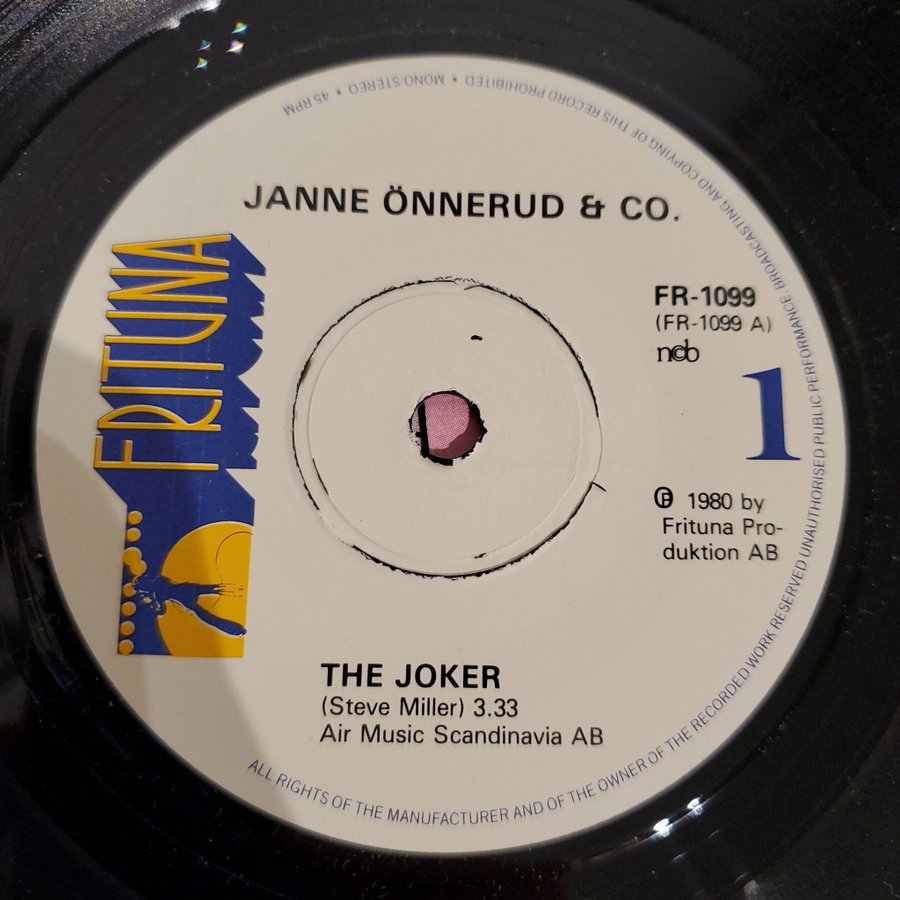 JANNE ÖNNERUD & CO.
FRITUNA
FR-1099
(FR-1099 A)
ncb
1
Ⓟ 1980 by
Frituna Pro-
duktion AB
THE JOKER
(Steve Miller) 3.33
Air Music Scandinavia AB
ALL RIGHTS OF THE MANUFACTURER AND OF THE OWNER OF THE RECORDED WORK RESERVED UNAUTHORISED PUBLIC PERFORMANCE, BROADCASTING AND COPYING OF THIS RECORD PROHIBITED • MONO STEREO • 45 RPM